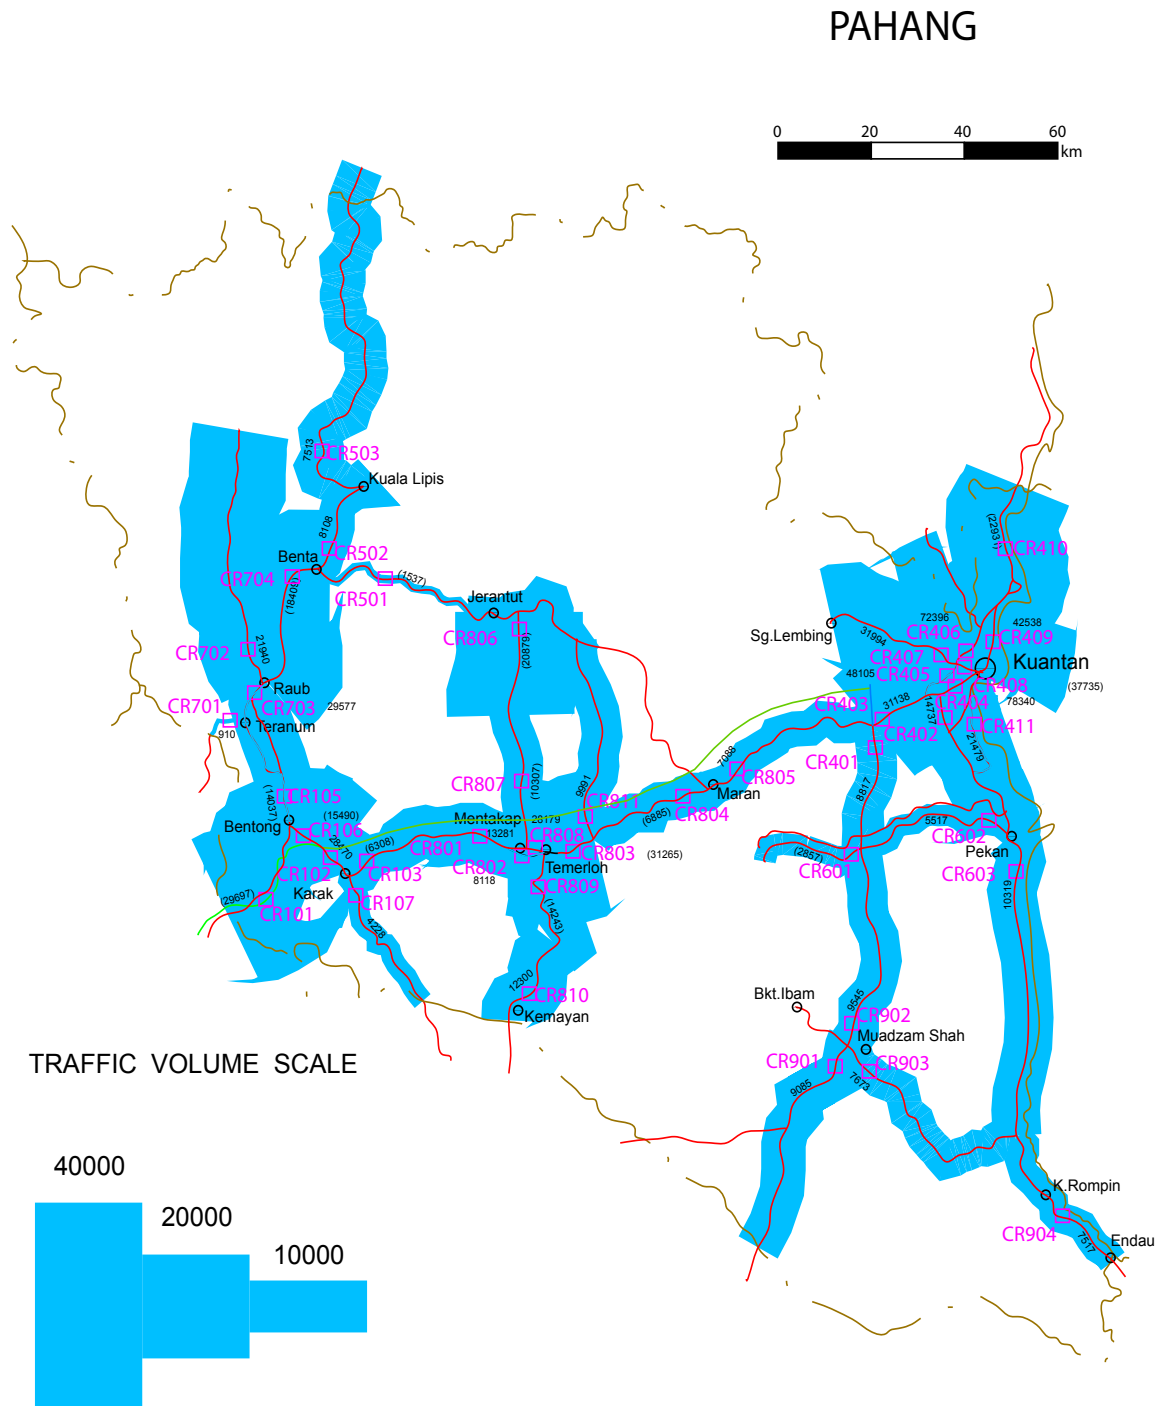 PAHANG
0 20 40 60
km
7513
CR503
Kuala Lipis
8108
CR502
Benta
CR704
(1537)
CR501
(18409)
Jerantut
CR806
(20879)
CR702
21940
Raub
CR703
29577
CR701
Teranum
910
(22931)
CR410
72396
CR406
42538
CR409
Sg.Lembing
31994
CR407
Kuantan
48105
CR405
CR408
(37735)
CR403
31138
CR404
78340
14737
CR402
CR411
21479
CR401
7088
CR805
Maran
CR807
(10307)
9991
8817
CR105
(14037)
Bentong
(15490)
CR106
Mentakap
28179
CR811
CR804
(6885)
13281
CR808
5517
CR602
Pekan
28470
(6308)
CR801
CR802
CR803
(31265)
(2857)
CR601
CR603
CR102
CR103
Temerloh
8118
Karak
CR809
10319
(29697)
CR101
CR107
(14243)
4228
12300
CR810
Kemayan
Bkt.Ibam
9545
CR902
Muadzam Shah
TRAFFIC VOLUME SCALE
CR901
CR903
9085
7673
40000
K.Rompin
20000
CR904
7517
Endau
10000